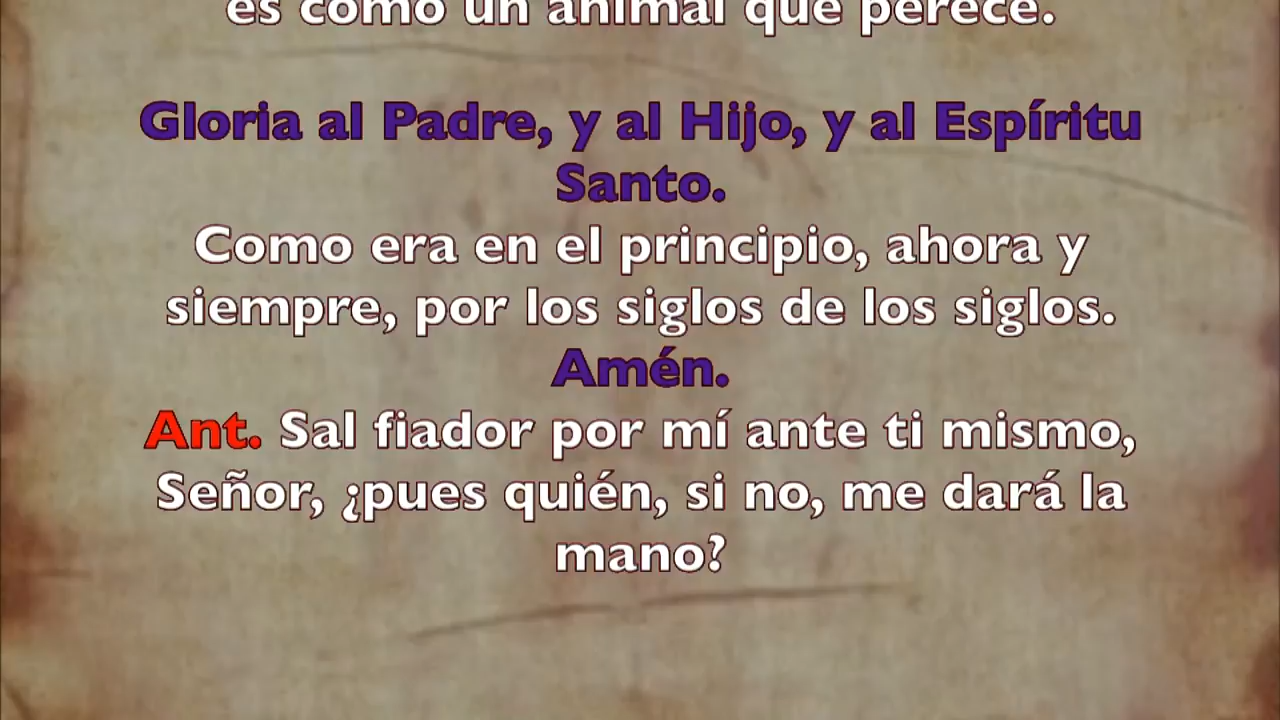 es como un animal que perece.
Gloria al Padre, y al Hijo, y al Espíritu
Santo.
Como era en el principio, ahora y
siempre, por los siglos de los siglos.
Amén.
Ant. Sal fiador por mí ante ti mismo,
Señor, ¿pues quién, si no, me dará la
mano?